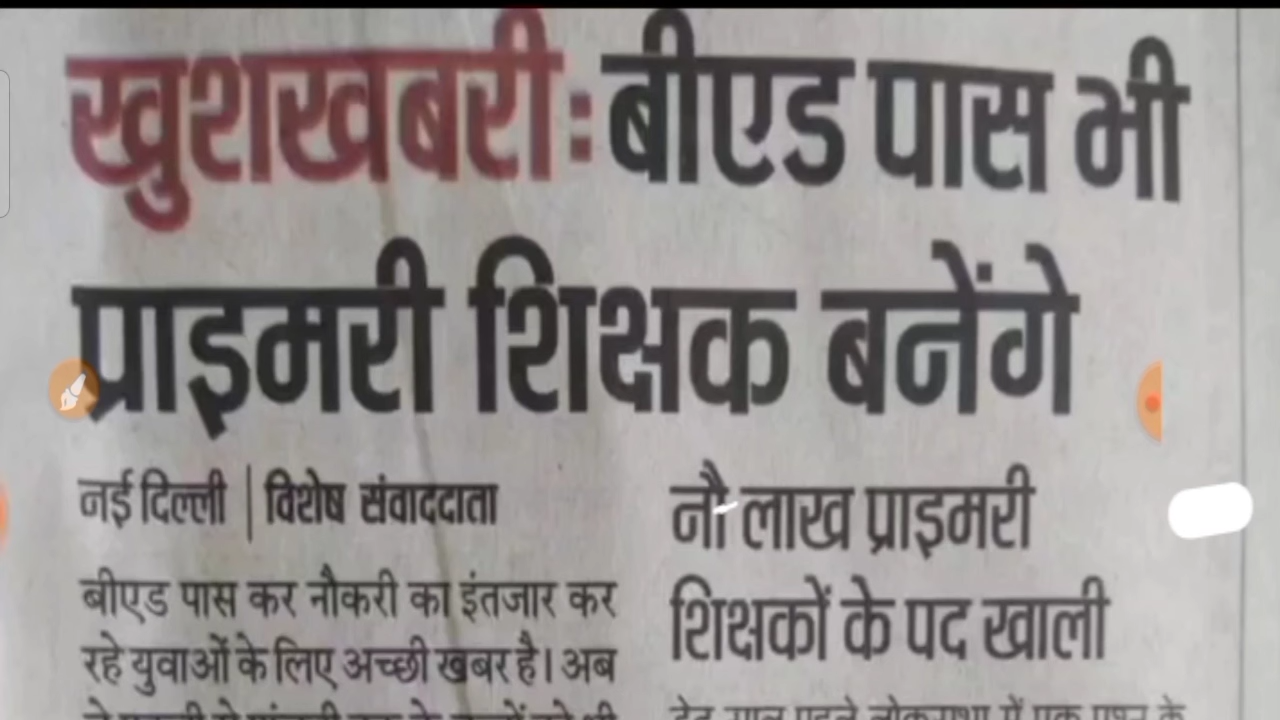 खुशखबरी: बीएड पास भी
प्राइमरी शिक्षक बनेंगे
नई दिल्ली | विशेष संवाददाता
बीएड पास कर नौकरी का इंतजार कर
रहे युवाओं के लिए अच्छी खबर है। अब
नौ लाख प्राइमरी
शिक्षकों के पद खाली